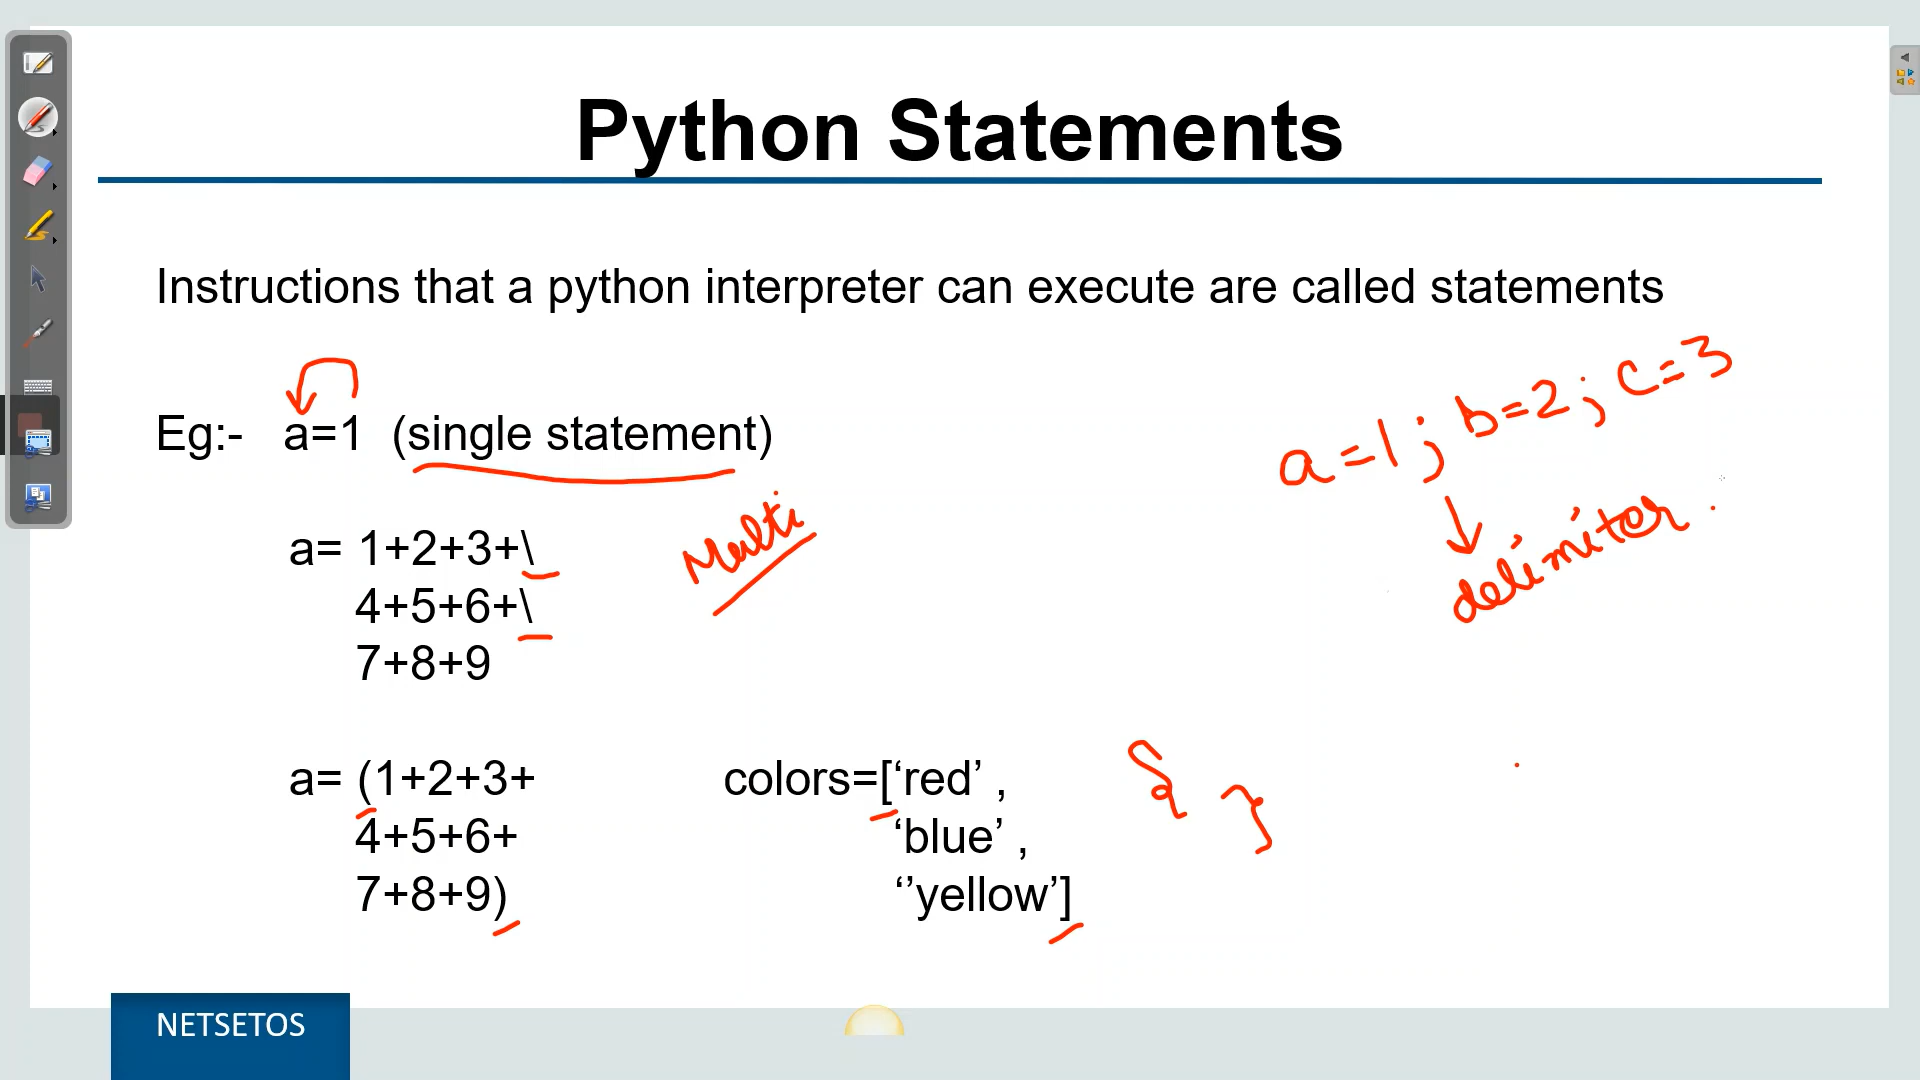 Python Statements
Instructions that a python interpreter can execute are called statements
Eg:- a=1 (single statement)
a=1; b=2; c=3
delimiter
Multi
a= 1+2+3+\
4+5+6+\
7+8+9
a= (1+2+3+
4+5+6+
7+8+9)
colors=[‘red’ ,
‘blue’ ,
‘’yellow’]
{ }
NETSETOS